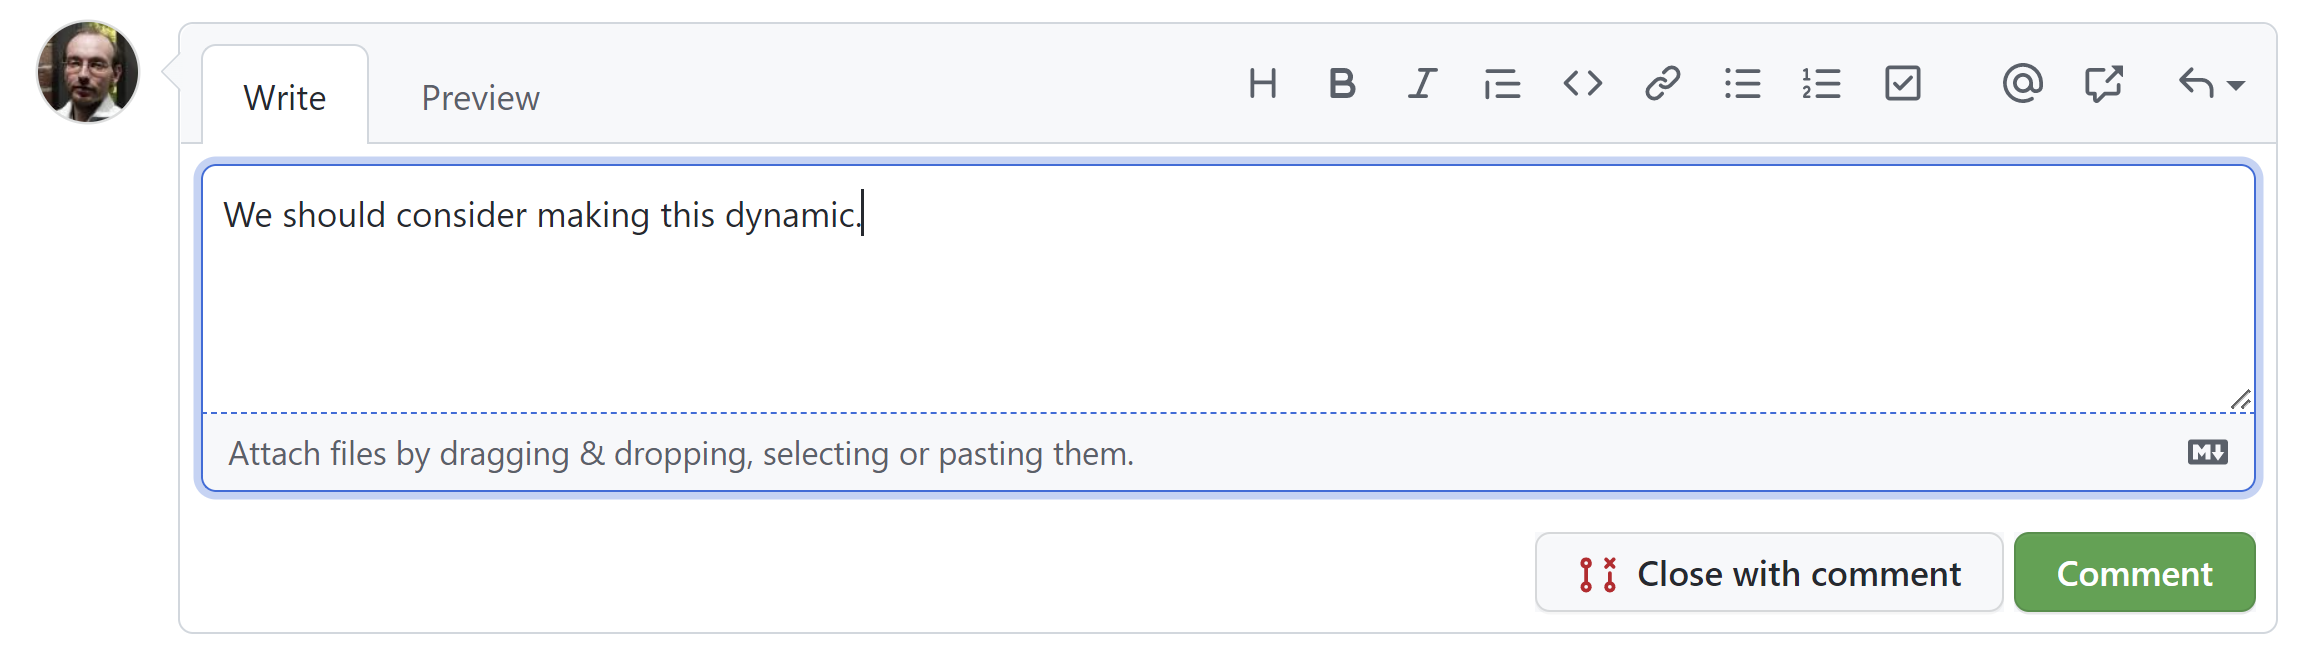 Write
Preview
We should consider making this dynamic.
Attach files by dragging & dropping, selecting or pasting them.
Close with comment
Comment